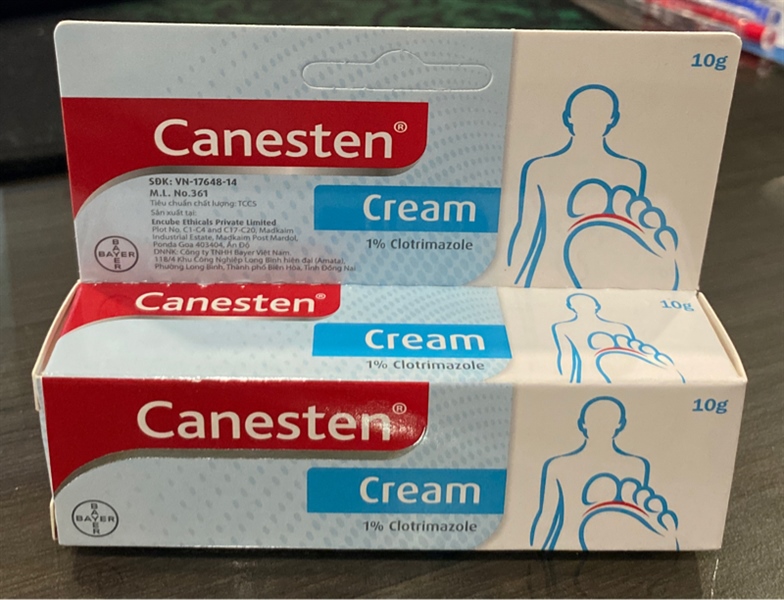 10g
Canesten®
SĐK: VN-17648-14
M.L. No.361
Tiêu chuẩn chất lượng: TCCS
Sản xuất tại:
Encube Ethicals Private Limited
Plot No. C1-C4 and C17-C20, Madkaim
Industrial Estate, Madkaim Post Mardol,
Ponda Goa 403404, Ấn Độ
DNNK: Công ty TNHH Bayer Việt Nam
118/4 Khu Công Nghiệp Long Bình hiện đại (Amata),
Phường Long Bình, Thành phố Biên Hòa, Tỉnh Đồng Nai
Cream
1% Clotrimazole
BAYER
BAYER
Canesten®
10g
Cream
1% Clotrimazole
Canesten®
10g
Cream
1% Clotrimazole
BAYER
BAYER